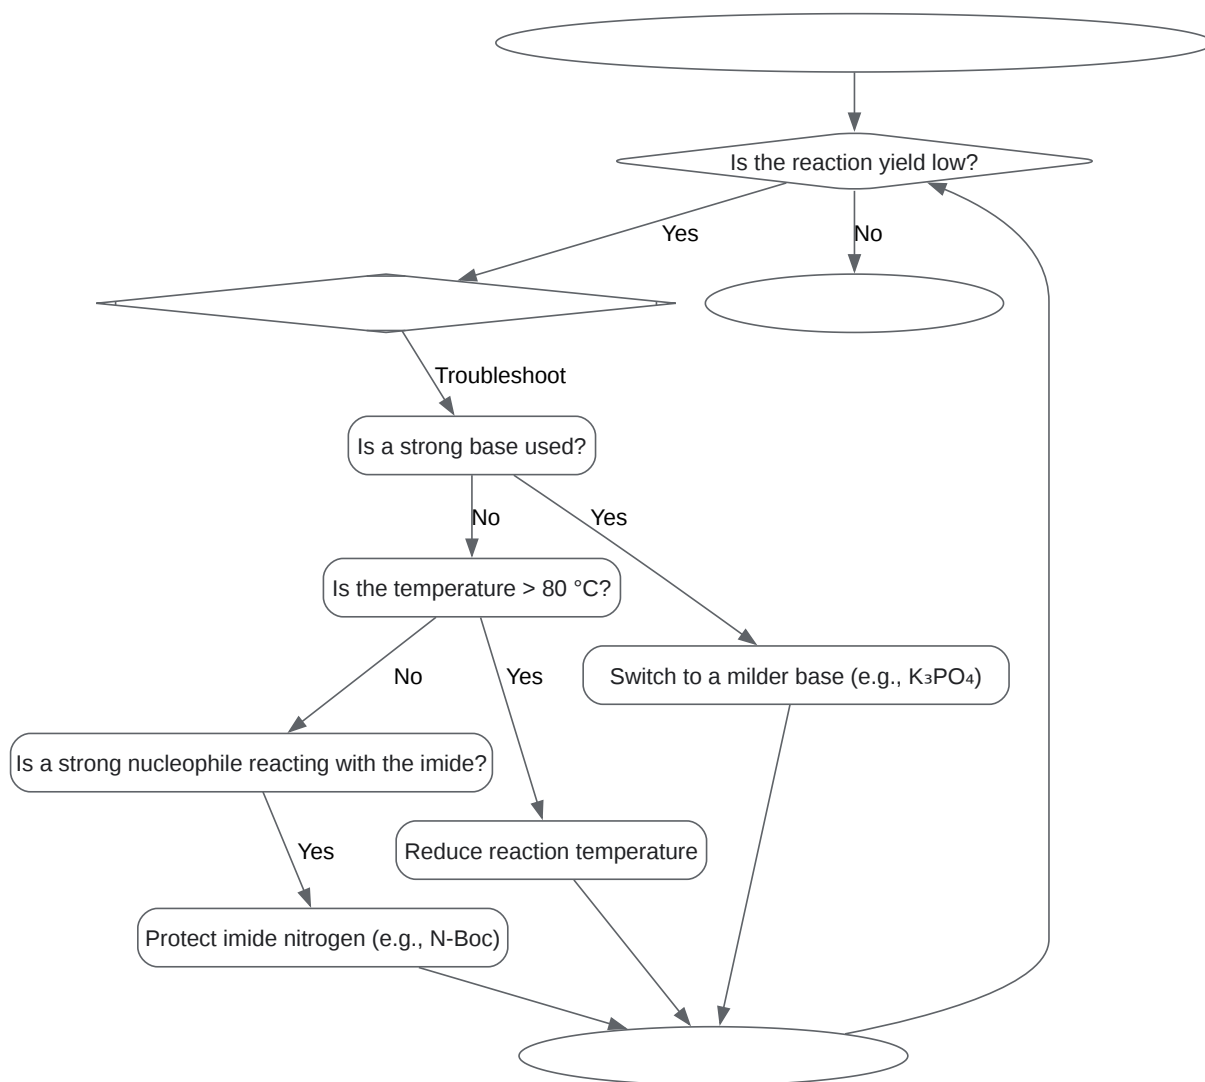 Is the reaction yield low?
Yes
No
Troubleshoot
Is a strong base used?
No
Yes
Is the temperature > 80 °C?
No
Yes
Switch to a milder base (e.g., K₃PO₄)
Is a strong nucleophile reacting with the imide?
Yes
Reduce reaction temperature
Protect imide nitrogen (e.g., N-Boc)